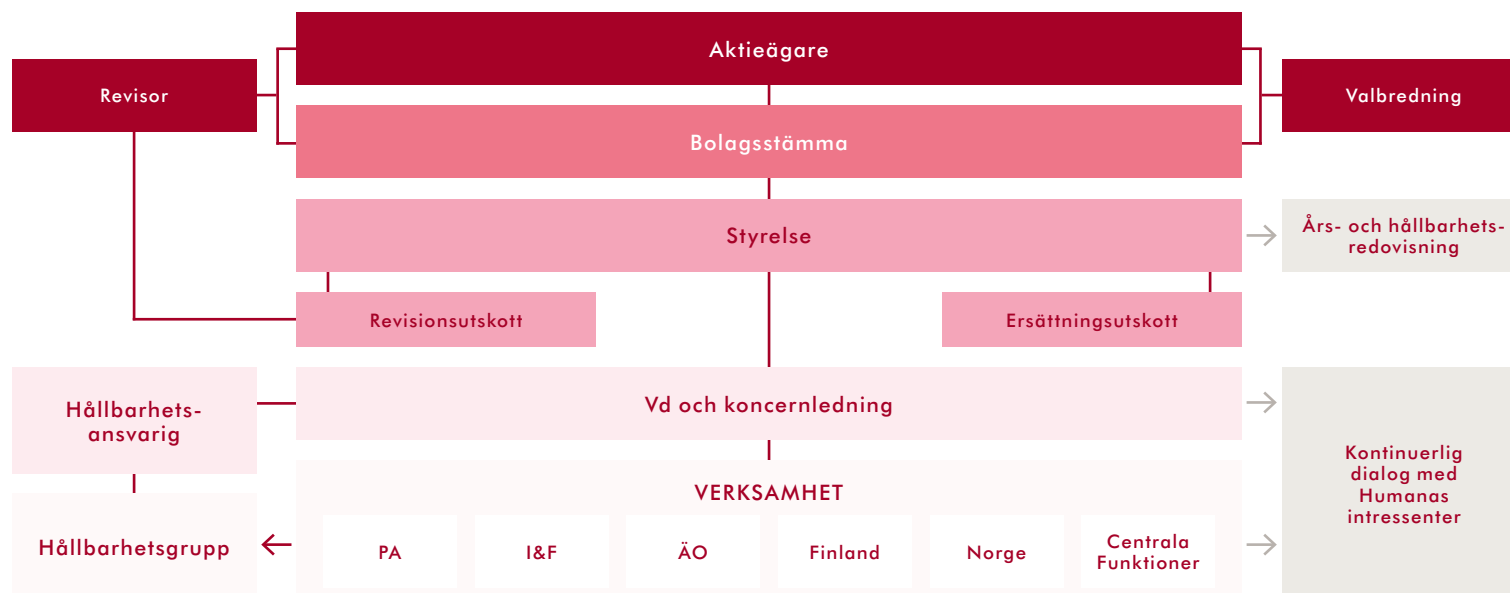 Aktieägare
Revisor
Valbredning
Bolagsstämma
Styrelse
Års- och hållbarhets-
redovisning
Revisionsutskott
Ersättningsutskott
Hållbarhets-
ansvarig
Vd och koncernledning
Kontinuerlig
dialog med
Humanas
intressenter
VERKSAMHET
Hållbarhetsgrupp
PA
I&F
ÄO
Finland
Norge
Centrala
Funktioner